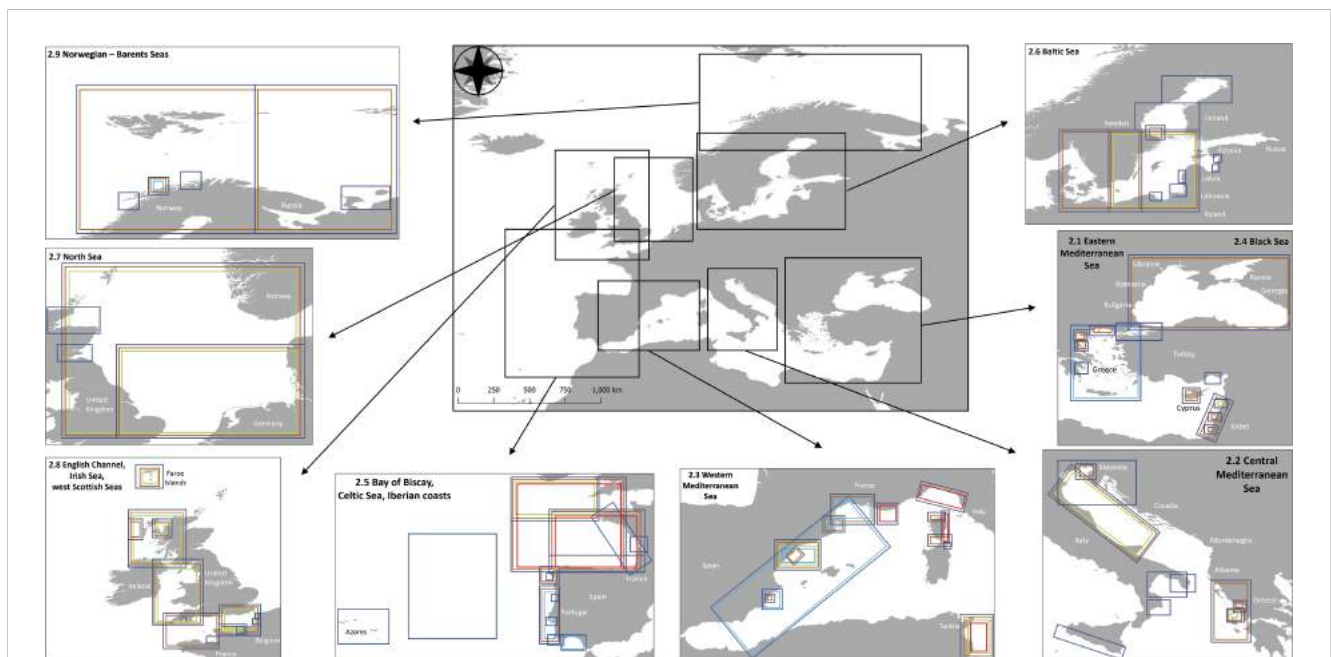 2.9 Norwegian – Barents Seas
Norway
Russia
2.6 Baltic Sea
Sweden
Finland
Estonia
Russia
Latvia
Lithuania
Poland
2.7 North Sea
Norway
United
Kingdom
Germany
0 250 500 750 1,000 km
2.1 Eastern
Mediterranean
Sea
2.4 Black Sea
Ukraine
Romania
Bulgaria
Russia
Georgia
Turkey
Greece
Cyprus
Israel
2.8 English Channel,
Irish Sea,
west Scottish Seas
Faroe
Islands
Ireland
United
Kingdom
Belgium
France
2.5 Bay of Biscay,
Celtic Sea, Iberian coasts
France
Spain
Portugal
Azores
2.3 Western
Mediterranean
Sea
France
Italy
Spain
Tunisia
2.2 Central
Mediterranean
Sea
Slovenia
Croatia
Italy
Montenegro
Albania
Greece